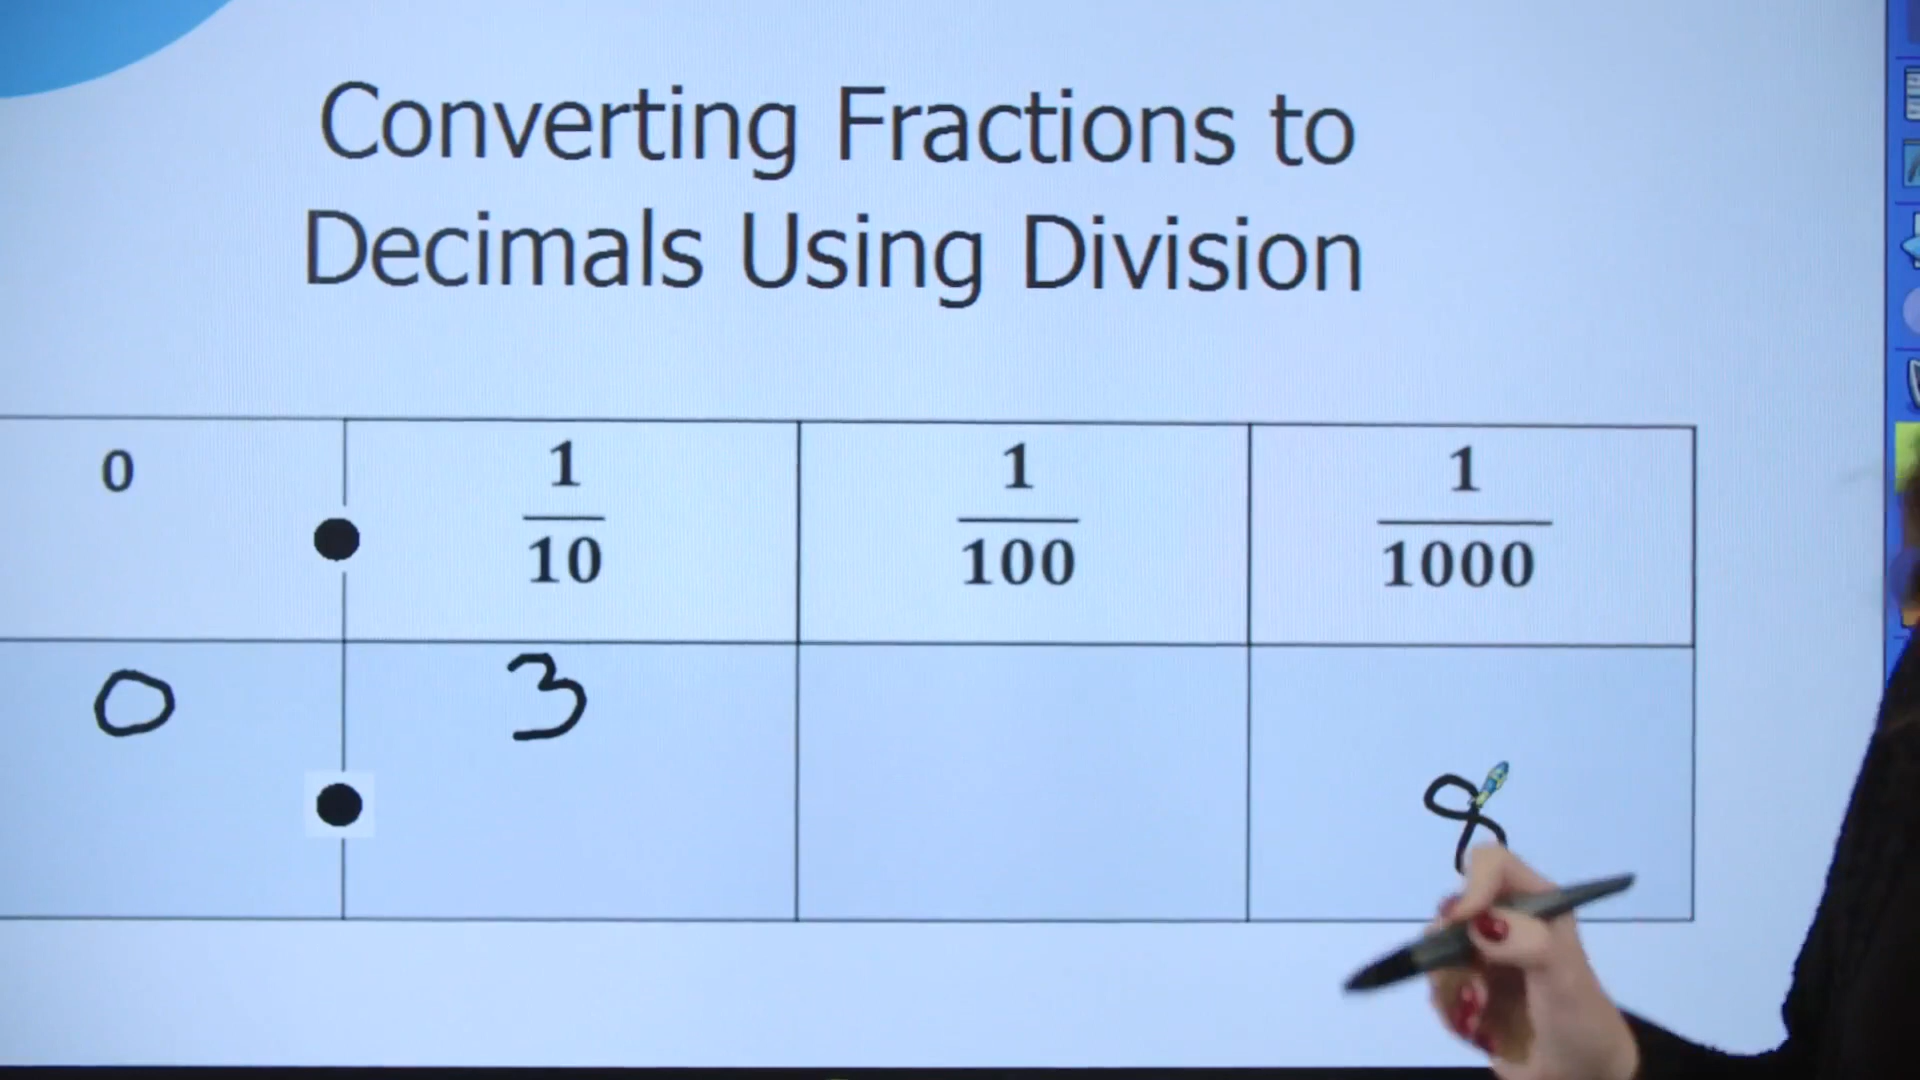 Converting Fractions to
Decimals Using Division
0 1/10 1/100 1/1000
0 3
8